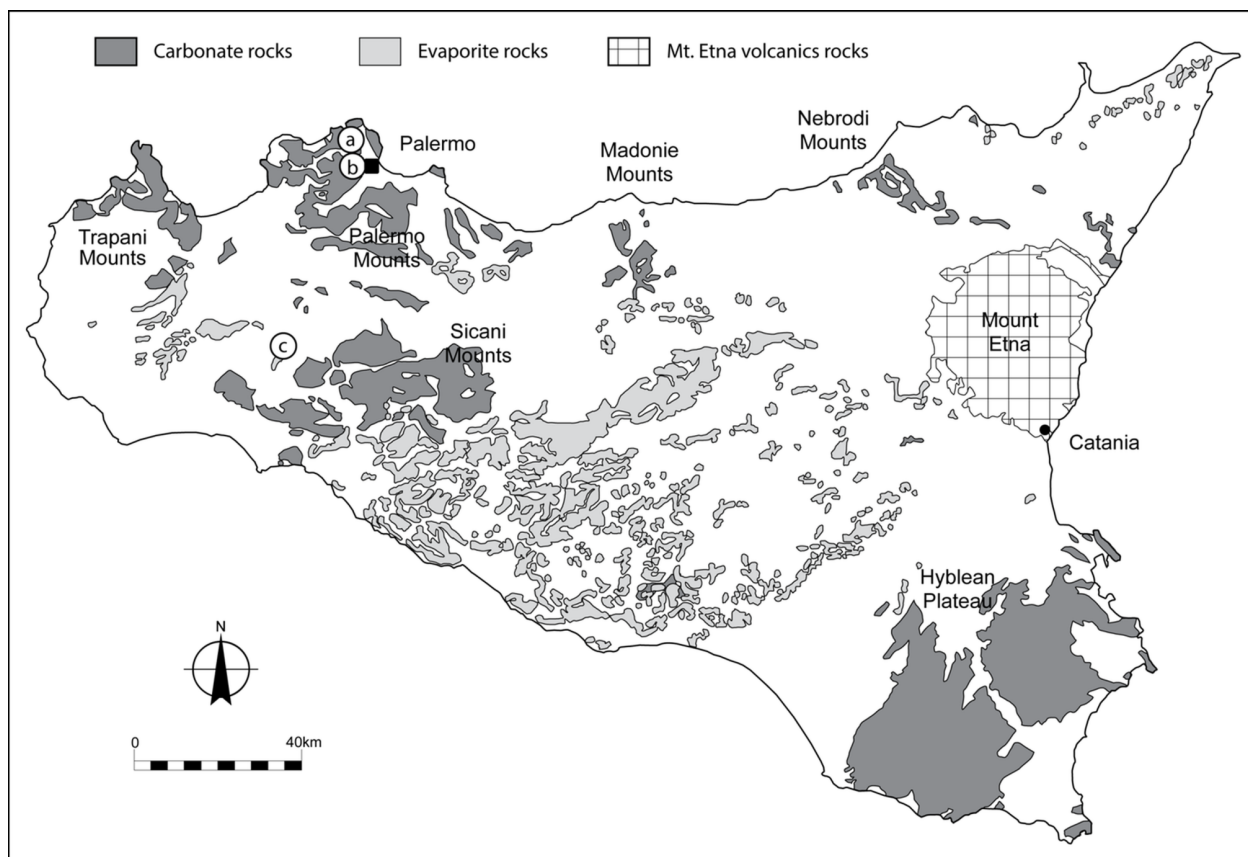 Carbonate rocks
Evaporite rocks
Mt. Etna volcanics rocks
a
b
Palermo
Nebrodi
Mounts
Madonie
Mounts
Trapani
Mounts
Palermo
Mounts
c
Sicani
Mounts
Mount
Etna
Catania
Hyblean
Plateau
N
0
40km